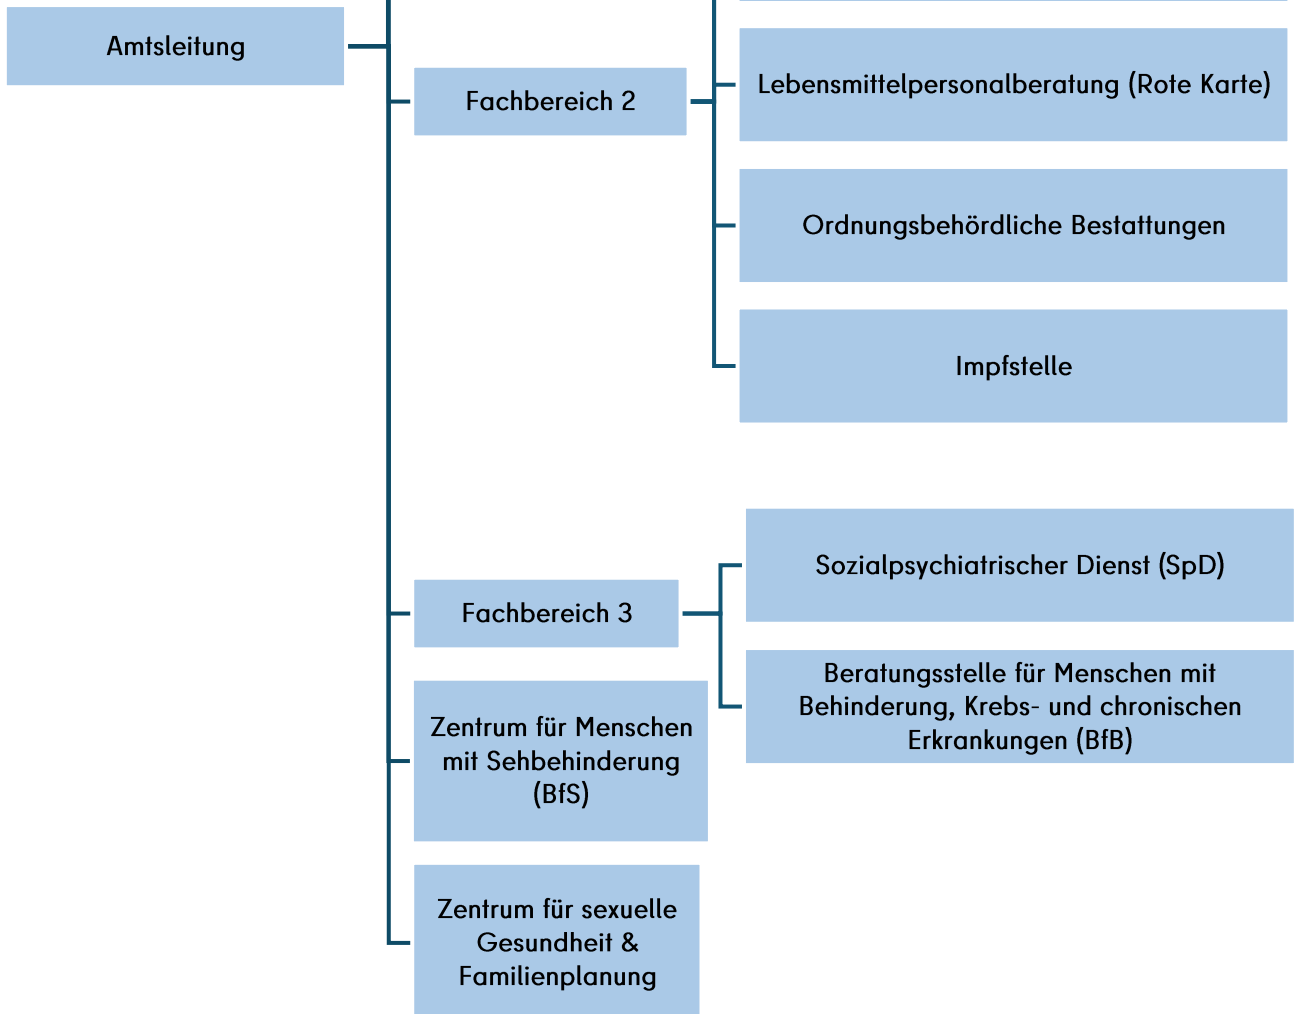 Amtsleitung
Fachbereich 2
Lebensmittelpersonalberatung (Rote Karte)
Ordnungsbehördliche Bestattungen
Impfstelle
Fachbereich 3
Sozialpsychiatrischer Dienst (SpD)
Beratungsstelle für Menschen mit
Behinderung, Krebs- und chronischen
Erkrankungen (BfB)
Zentrum für Menschen
mit Sehbehinderung
(BfS)
Zentrum für sexuelle
Gesundheit &
Familienplanung